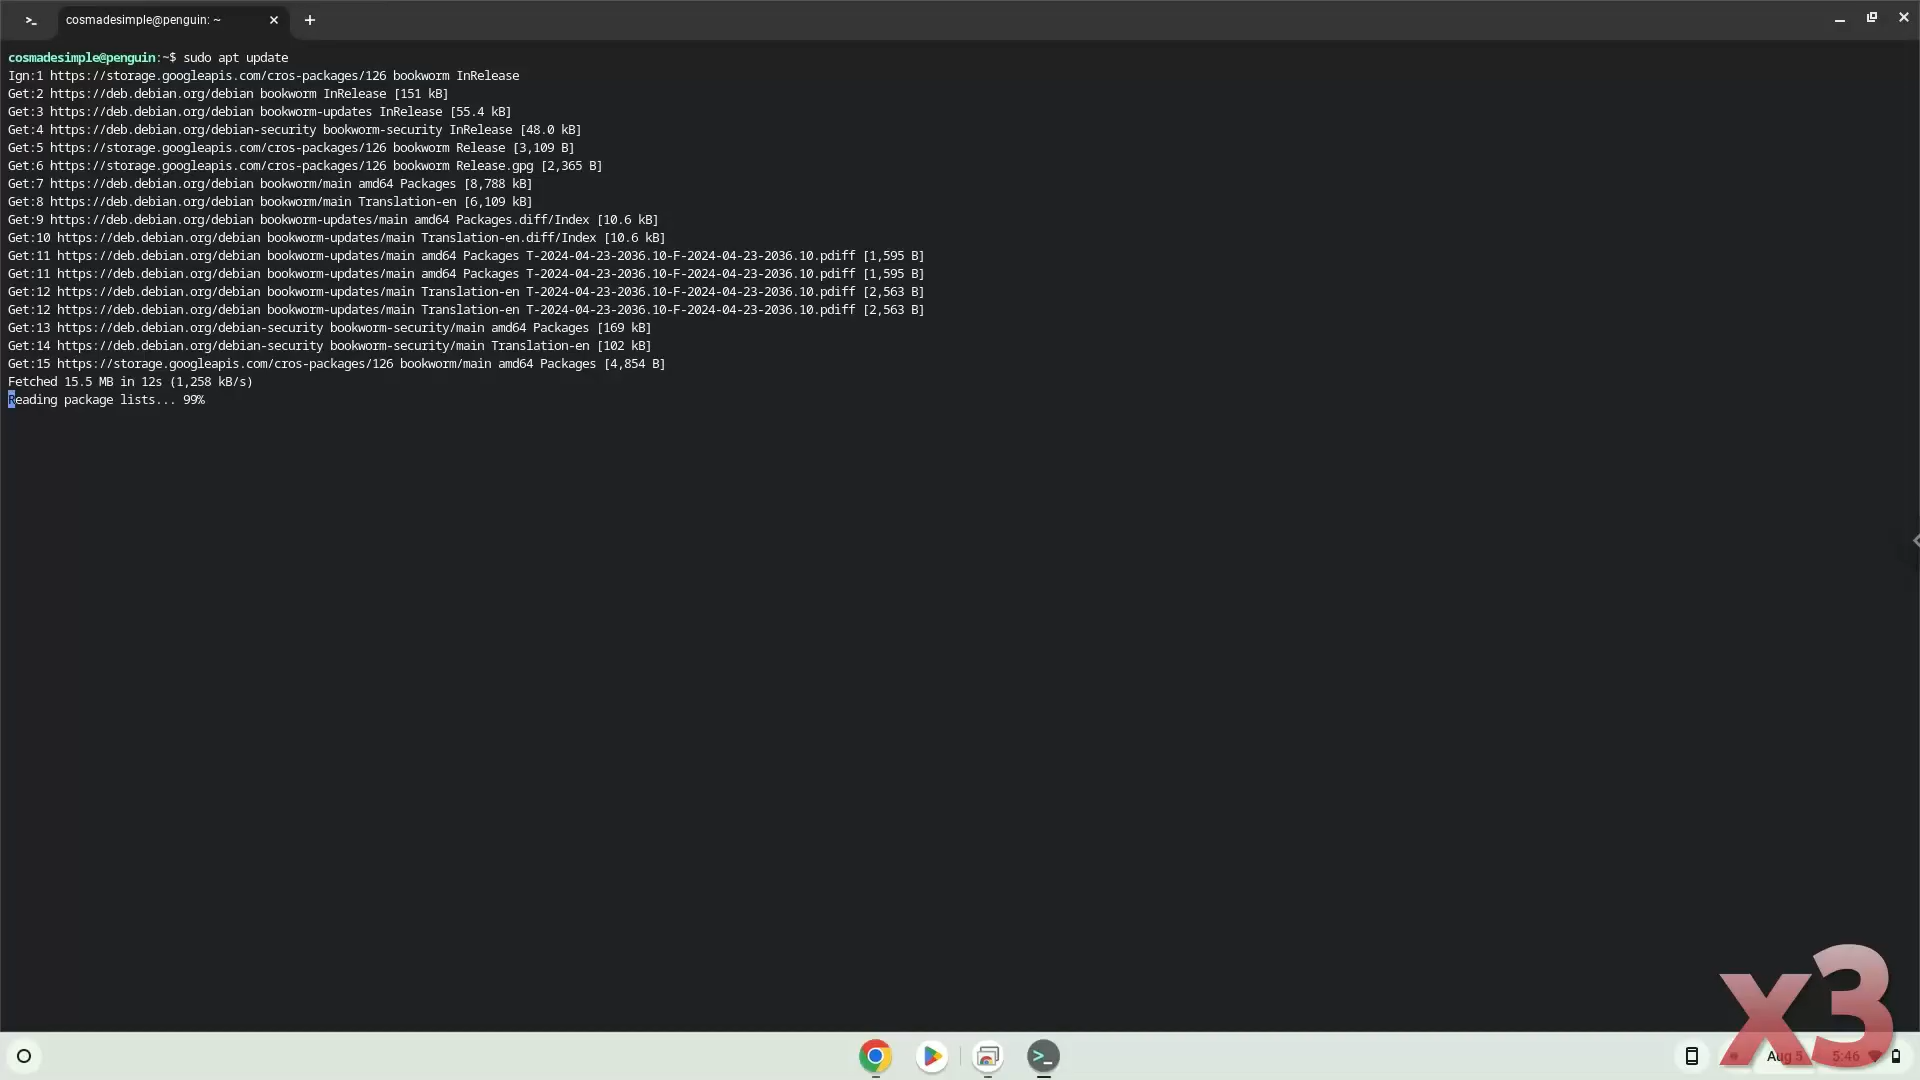 >_ cosmadesimple@penguin: ~
cosmadesimple@penguin:~$ sudo apt update
Ign:1 https://storage.googleapis.com/cros-packages/126 bookworm InRelease
Get:2 https://deb.debian.org/debian bookworm InRelease [151 kB]
Get:3 https://deb.debian.org/debian bookworm-updates InRelease [55.4 kB]
Get:4 https://deb.debian.org/debian-security bookworm-security InRelease [48.0 kB]
Get:5 https://storage.googleapis.com/cros-packages/126 bookworm Release [3,109 B]
Get:6 https://storage.googleapis.com/cros-packages/126 bookworm Release.gpg [2,365 B]
Get:7 https://deb.debian.org/debian bookworm/main amd64 Packages [8,788 kB]
Get:8 https://deb.debian.org/debian bookworm/main Translation-en [6,109 kB]
Get:9 https://deb.debian.org/debian bookworm-updates/main amd64 Packages.diff/Index [10.6 kB]
Get:10 https://deb.debian.org/debian bookworm-updates/main Translation-en.diff/Index [10.6 kB]
Get:11 https://deb.debian.org/debian bookworm-updates/main amd64 Packages T-2024-04-23-2036.10-F-2024-04-23-2036.10.pdiff [1,595 B]
Get:11 https://deb.debian.org/debian bookworm-updates/main amd64 Packages T-2024-04-23-2036.10-F-2024-04-23-2036.10.pdiff [1,595 B]
Get:12 https://deb.debian.org/debian bookworm-updates/main Translation-en T-2024-04-23-2036.10-F-2024-04-23-2036.10.pdiff [2,563 B]
Get:12 https://deb.debian.org/debian bookworm-updates/main Translation-en T-2024-04-23-2036.10-F-2024-04-23-2036.10.pdiff [2,563 B]
Get:13 https://deb.debian.org/debian-security bookworm-security/main amd64 Packages [169 kB]
Get:14 https://deb.debian.org/debian-security bookworm-security/main Translation-en [102 kB]
Get:15 https://storage.googleapis.com/cros-packages/126 bookworm/main amd64 Packages [4,854 B]
Fetched 15.5 MB in 12s (1,258 kB/s)
Reading package lists... 99%
x3
Aug 5 5:46